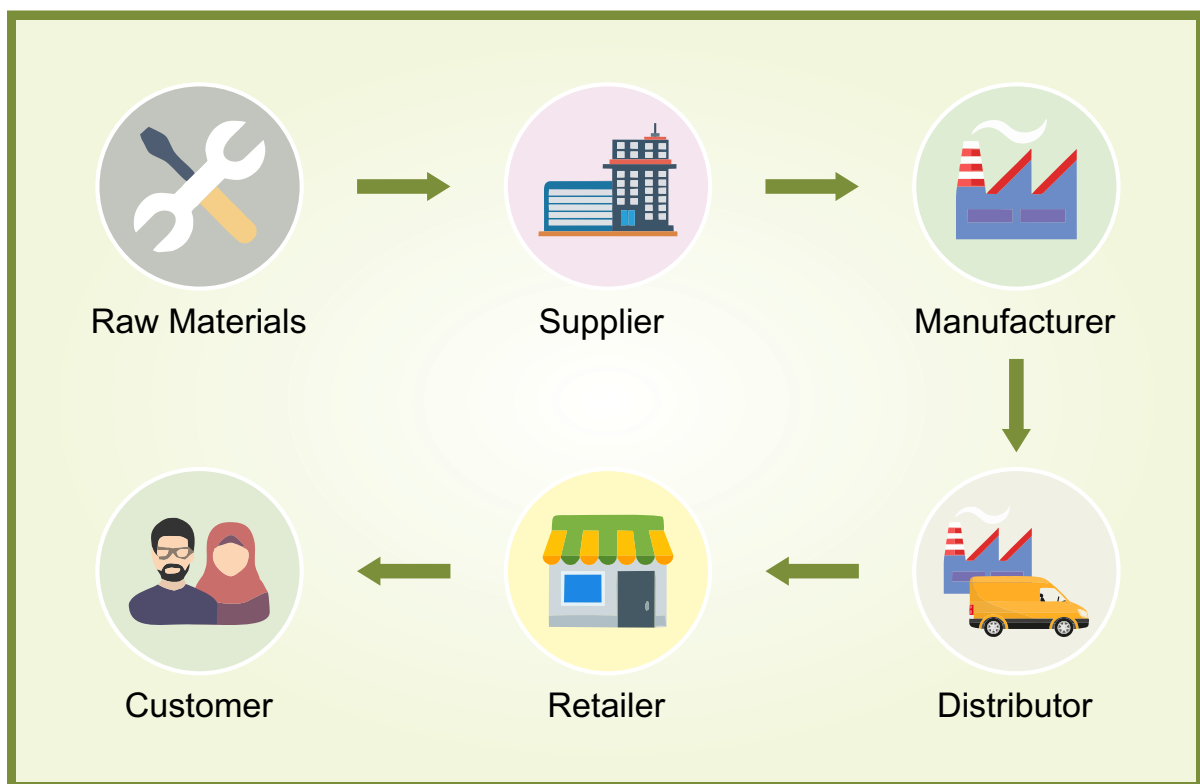 Raw Materials
Supplier
Manufacturer
Customer
Retailer
Distributor